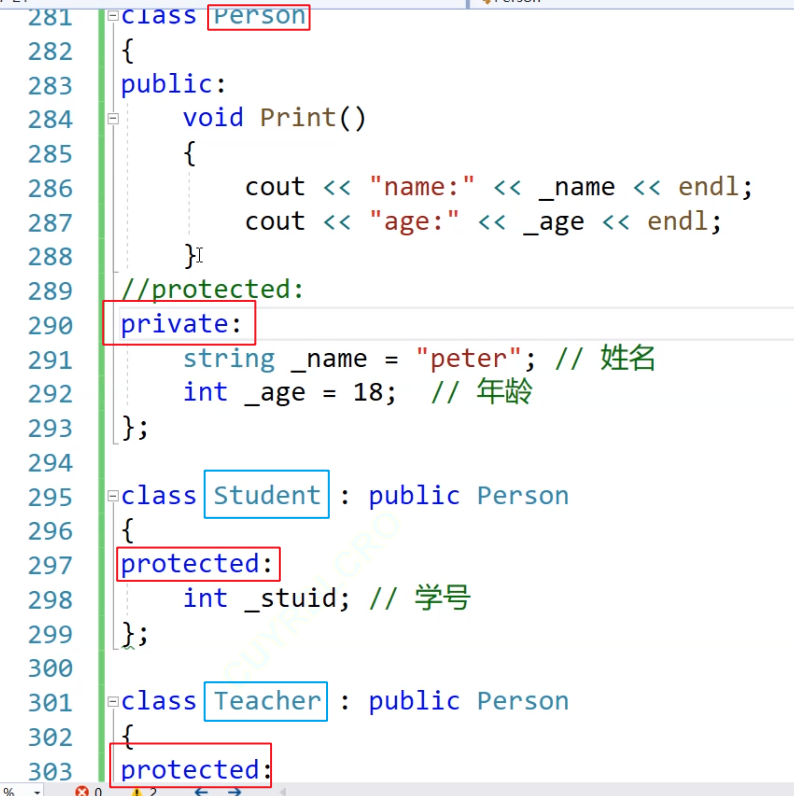 281 class Person
282 {
283 public:
284 void Print()
285 {
286 cout << "name:" << _name << endl;
287 cout << "age:" << _age << endl;
288 }
289 //protected:
290 private:
291 string _name = "peter"; // 姓名
292 int _age = 18; // 年龄
293 };
294
295 class Student : public Person
296 {
297 protected:
298 int _stuid; // 学号
299 };
300
301 class Teacher : public Person
302 {
303 protected:
% 0 2